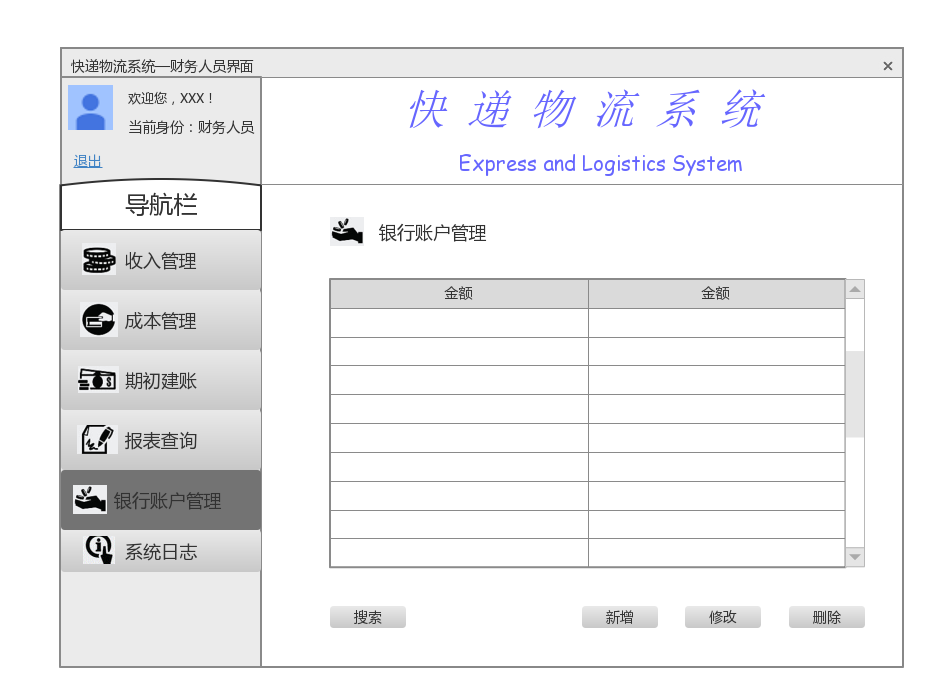 快递物流系统—财务人员界面 ×
欢迎您，XXX！
当前身份：财务人员
退出
快递物流系统
Express and Logistics System
导航栏
收入管理
成本管理
期初建账
报表查询
银行账户管理
系统日志
银行账户管理
金额 金额
搜索 新增 修改 删除